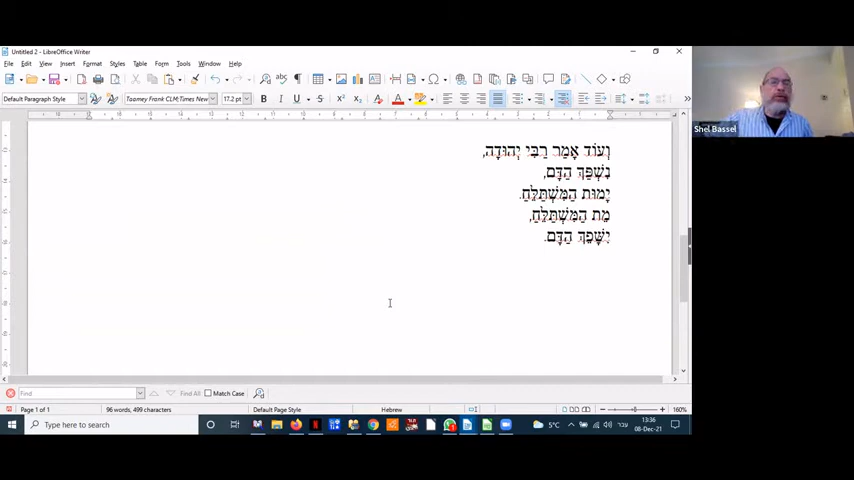 Untitled 2 - LibreOffice Writer
File Edit View Insert Format Styles Table Form Tools Window Help
Default Paragraph Style Taamey Frank CLM;Times New 17.2 pt
וְעוֹד אָמַר רַבִּי יְהוּדָה,
נִשְׁפַּךְ הַדָּם,
יָמוּת הַמִּשְׁתַּלֵּחַ.
מֵת הַמִּשְׁתַּלֵּחַ,
יִשָּׁפֵךְ הַדָּם.
Shel Bassel
Find Find All Match Case
Page 1 of 1 96 words, 499 characters Default Page Style Hebrew 160%
Type here to search 5°C עבר 13:36
08-Dec-21